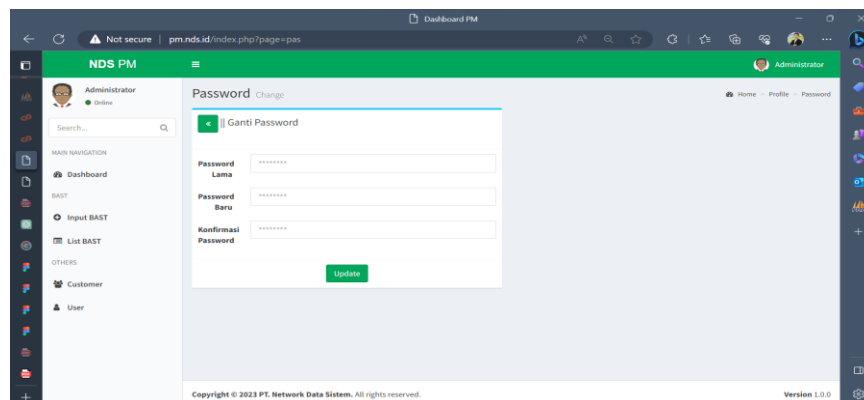 Dashboard PM
Not secure | pm.nds.id/index.php?page=pas
NDS PM
Administrator
Administrator
Online
Search...
MAIN NAVIGATION
Dashboard
BAST
Input BAST
List BAST
OTHERS
Customer
User
Password Change
Home > Profile > Password
|| Ganti Password
Password
Lama
********
Password
Baru
********
Konfirmasi
Password
********
Update
Copyright © 2023 PT. Network Data Sistem. All rights reserved.
Version 1.0.0